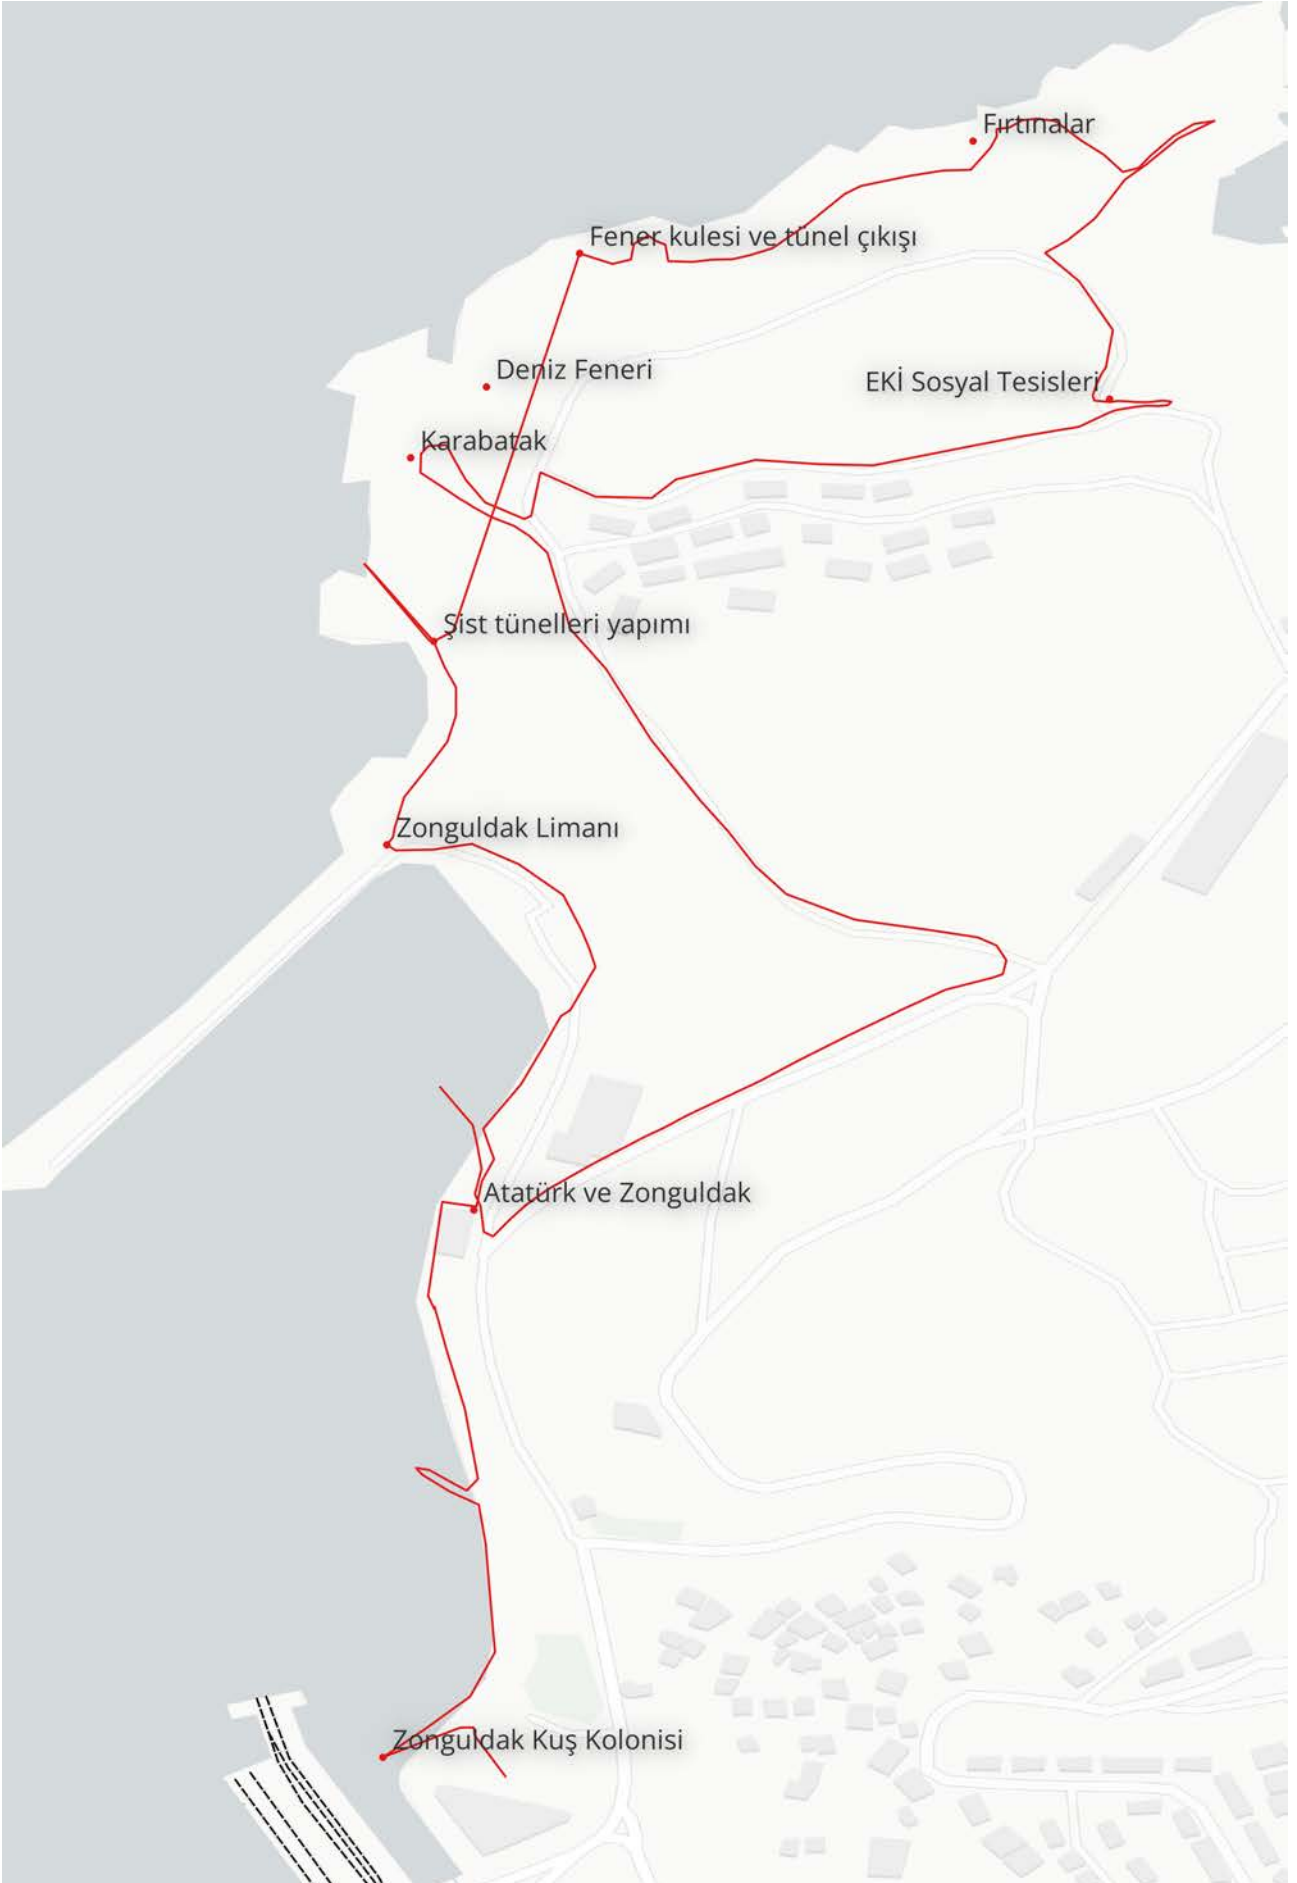 Fırtınalar
Fener kulesi ve tünel çıkışı
Deniz Feneri
EKİ Sosyal Tesisleri
Karabatak
Şist tünelleri yapımı
Zonguldak Limanı
Atatürk ve Zonguldak
Zonguldak Kuş Kolonisi